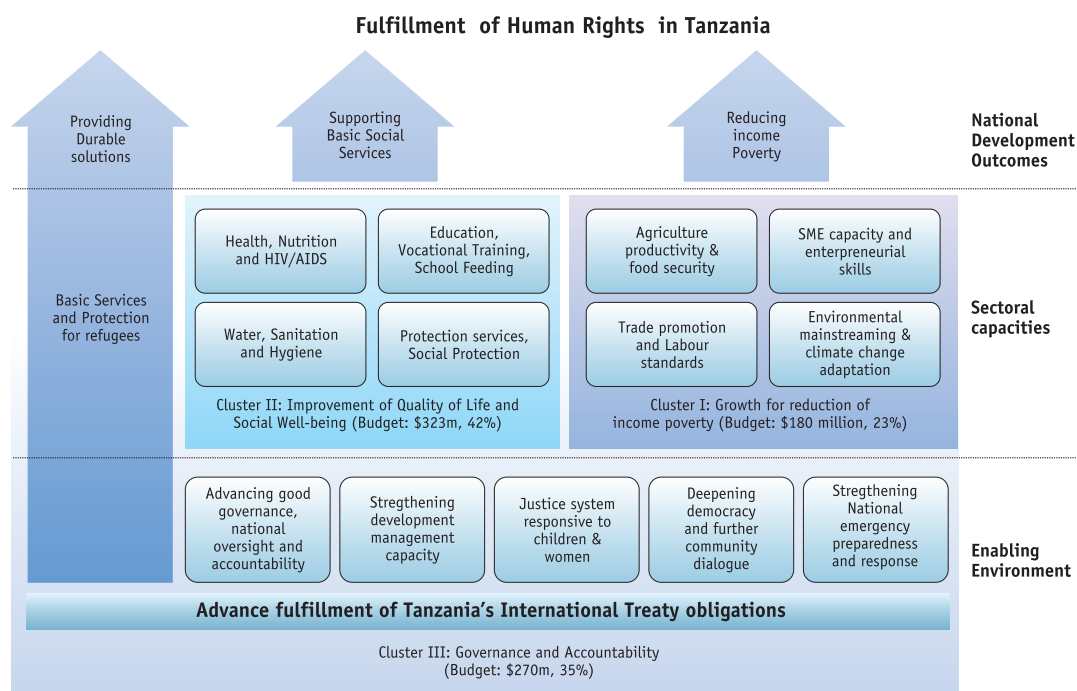 Fulfillment of Human Rights in Tanzania
Providing
Durable
solutions
Supporting
Basic Social
Services
Reducing
income
Poverty
National
Development
Outcomes
Basic Services
and Protection
for refugees
Health, Nutrition
and HIV/AIDS
Education,
Vocational Training,
School Feeding
Water, Sanitation
and Hygiene
Protection services,
Social Protection
Cluster II: Improvement of Quality of Life and
Social Well-being (Budget: $323m, 42%)
Agriculture
productivity &
food security
SME capacity and
enterpreneurial
skills
Trade promotion
and Labour
standards
Environmental
mainstreaming &
climate change
adaptation
Cluster I: Growth for reduction of
income poverty (Budget: $180 million, 23%)
Sectoral
capacities
Advancing good
governance,
national
oversight and
accountability
Stregthening
development
management
capacity
Justice system
responsive to
children &
women
Deepening
democracy
and further
community
dialogue
Stregthening
National
emergency
preparedness
and response
Enabling
Environment
Advance fulfillment of Tanzania's International Treaty obligations
Cluster III: Governance and Accountability
(Budget: $270m, 35%)